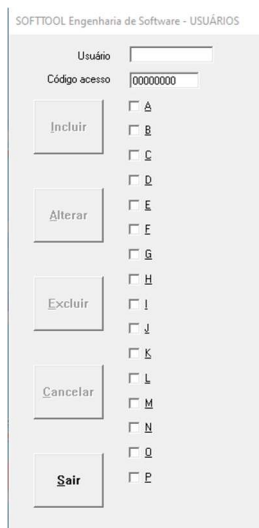 SOFTTOOL Engenharia de Software - USUÁRIOS
Usuário
Código acesso 00000000
Incluir
A
B
C
D
Alterar
E
F
G
H
Excluir
I
J
K
L
Cancelar
M
N
O
Sair
P